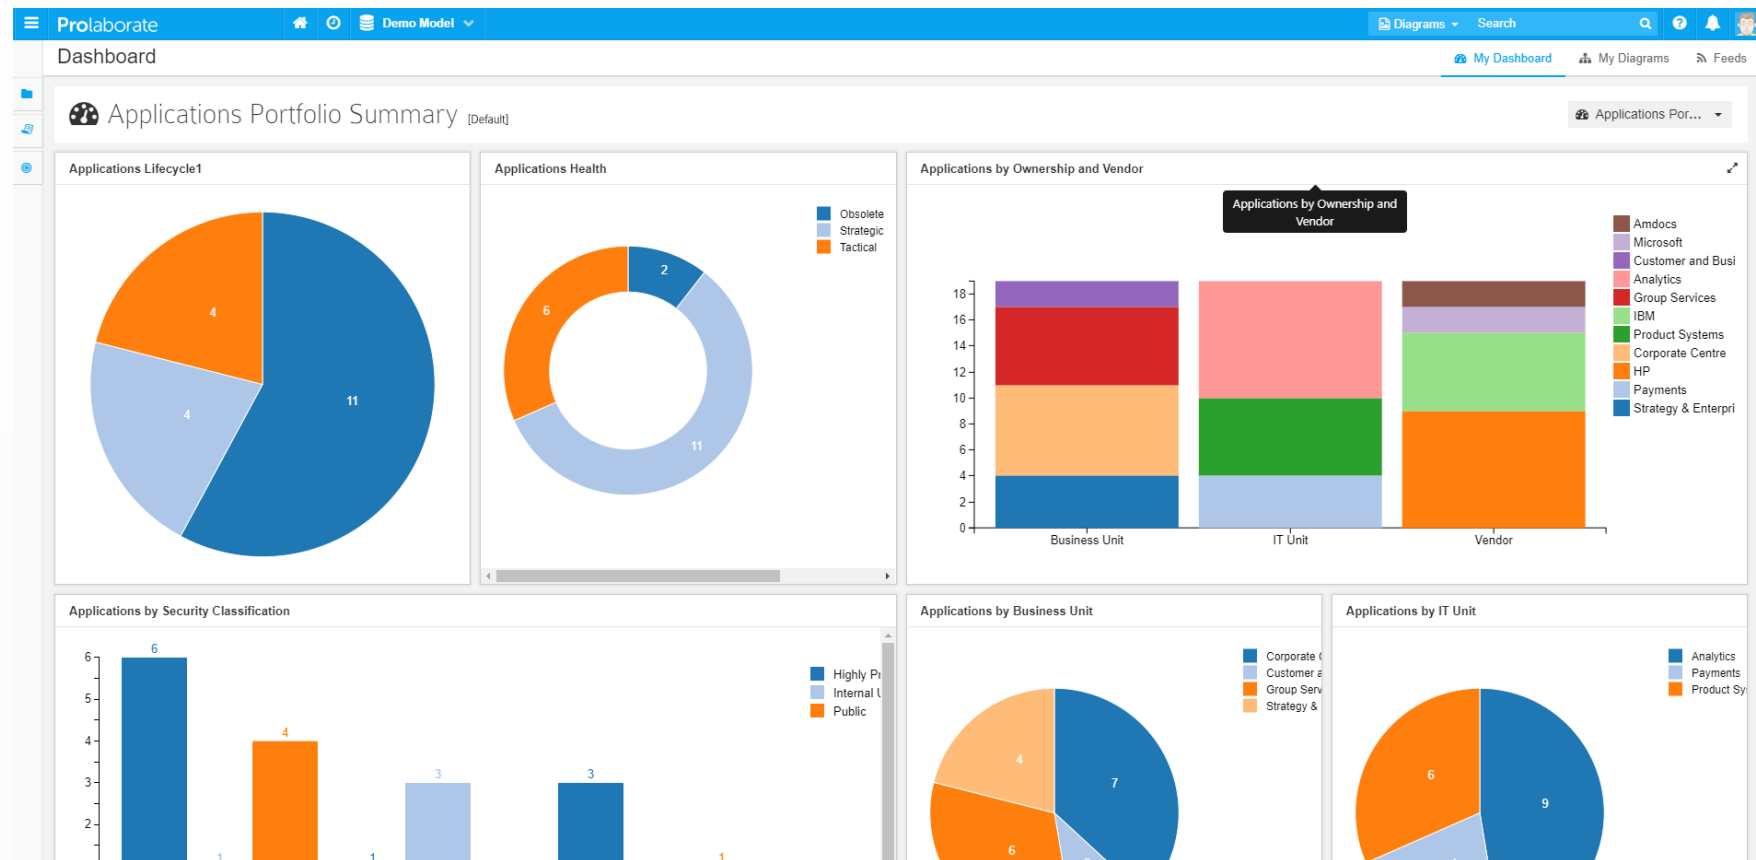 Prolaborate
Demo Model
Diagrams
Search
Dashboard
My Dashboard
My Diagrams
Feeds
Applications Portfolio Summary [Default]
Applications Por...
Applications Lifecycle1
4
4
11
Applications Health
Obsolete
Strategic
Tactical
2
6
11
Applications by Ownership and Vendor
Applications by Ownership and
Vendor
Amdocs
Microsoft
Customer and Busi
Analytics
Group Services
IBM
Product Systems
Corporate Centre
HP
Payments
Strategy & Enterpri
18
16
14
12
10
8
6
4
2
0
Business Unit
IT Unit
Vendor
Applications by Security Classification
6
5
4
3
2
6
4
3
3
1
1
1
Highly Pr
Internal U
Public
Applications by Business Unit
Corporate
Customer a
Group Serv
Strategy &
4
7
6
Applications by IT Unit
Analytics
Payments
Product Sy
6
9